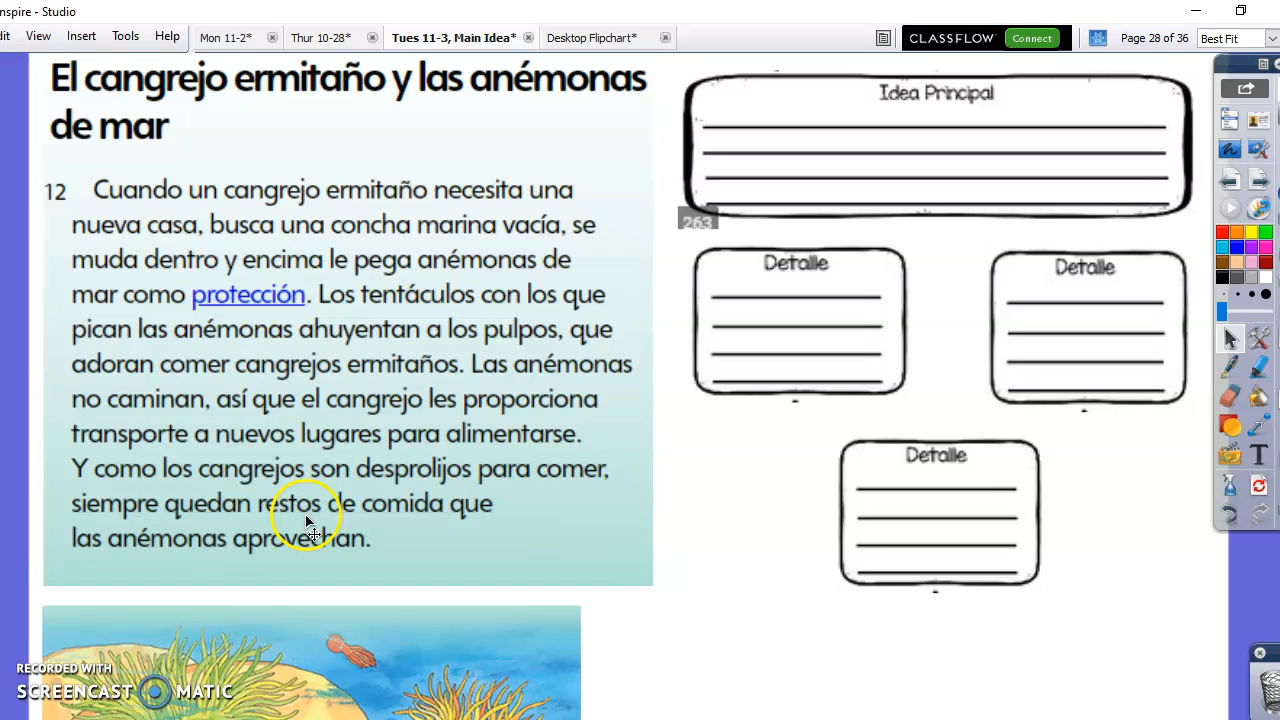 nspire - Studio
dit View Insert Tools Help
Mon 11-2* Thur 10-28* Tues 11-3, Main Idea* Desktop Flipchart*
CLASSFLOW Connect
Page 28 of 36 Best Fit
El cangrejo ermitaño y las anémonas
de mar
12 Cuando un cangrejo ermitaño necesita una
nueva casa, busca una concha marina vacía, se
muda dentro y encima le pega anémonas de
mar como protección. Los tentáculos con los que
pican las anémonas ahuyentan a los pulpos, que
adoran comer cangrejos ermitaños. Las anémonas
no caminan, así que el cangrejo les proporciona
transporte a nuevos lugares para alimentarse.
Y como los cangrejos son desprolijos para comer,
siempre quedan restos de comida que
las anémonas aprovechan.
Idea Principal
263
Detalle
Detalle
Detalle
RECORDED WITH
SCREENCAST MATIC